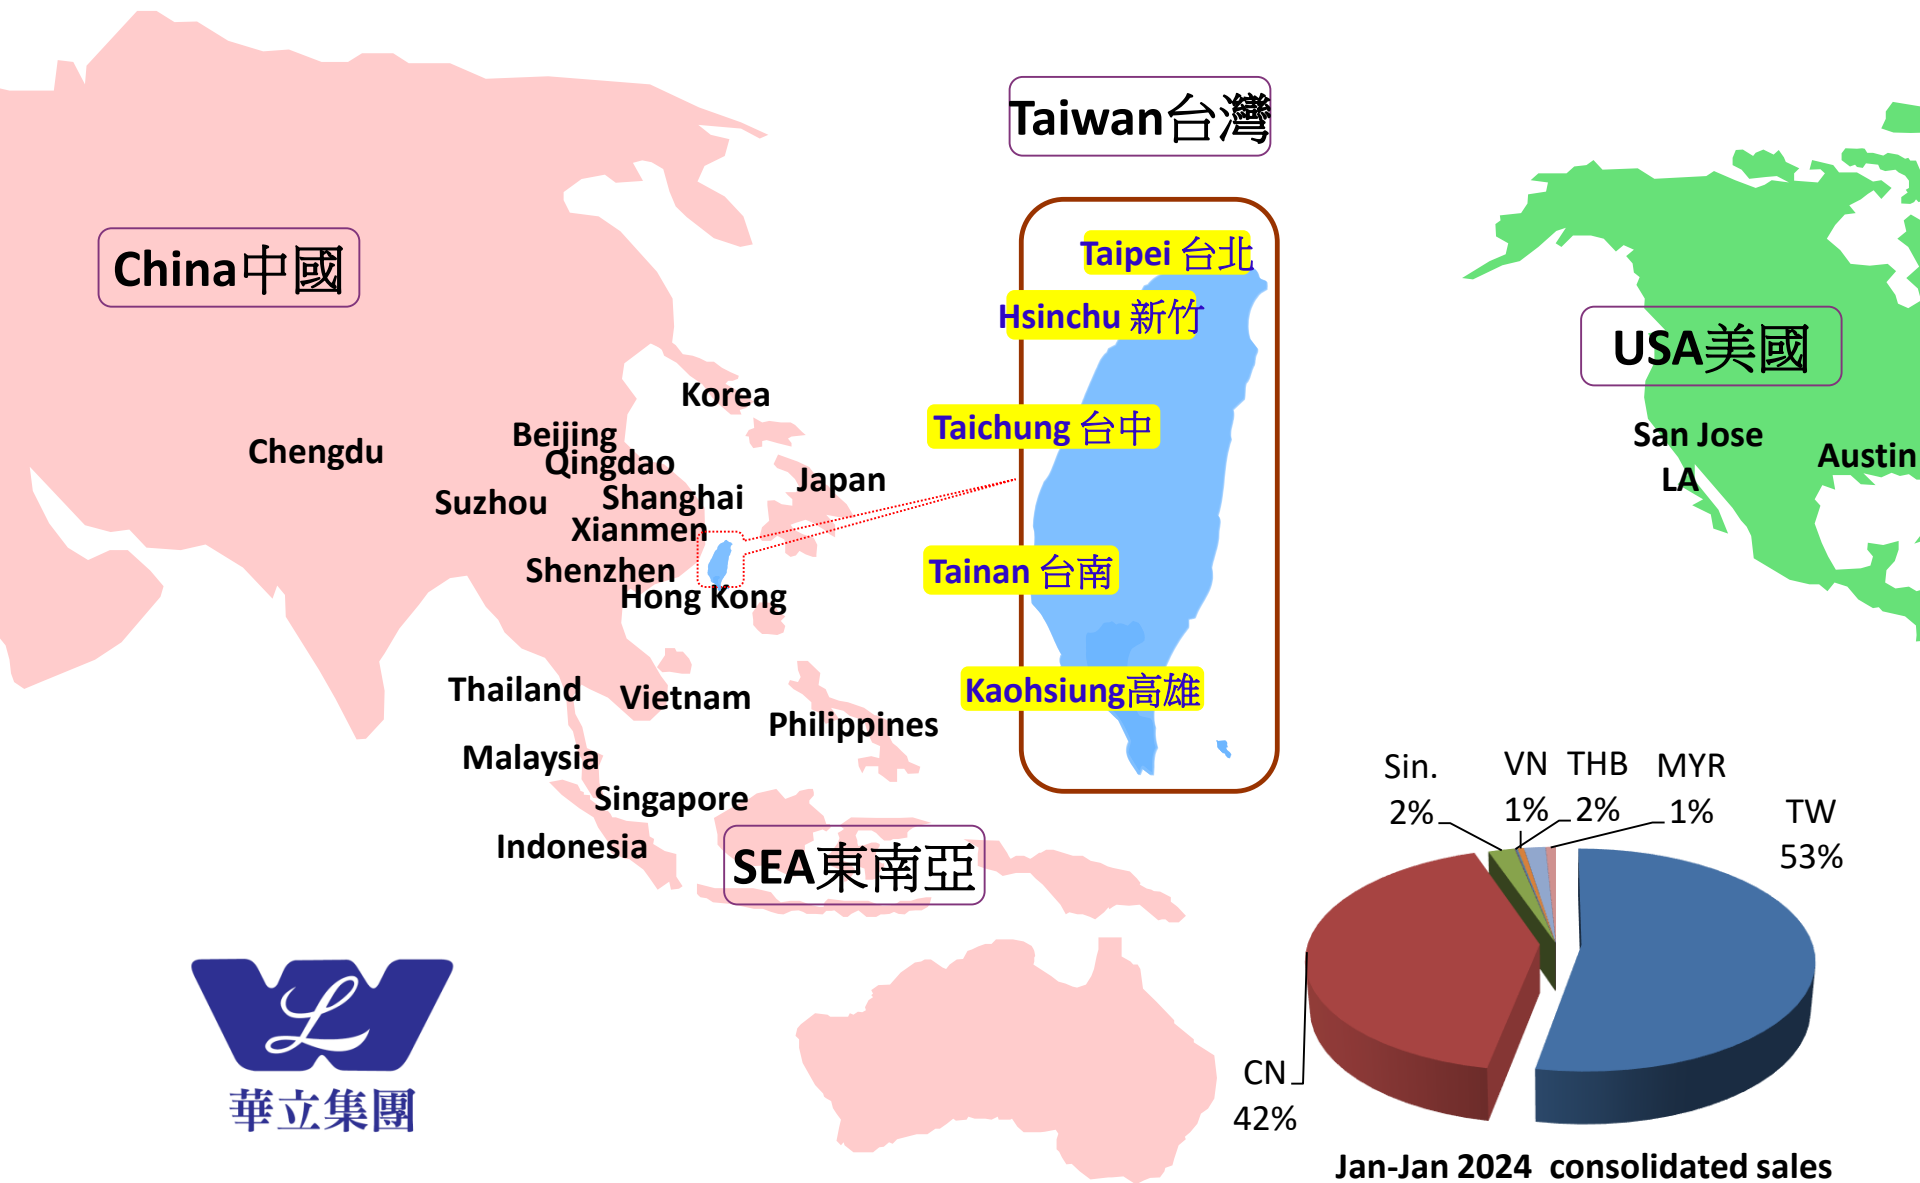 Taiwan台灣
China中國
USA美國
Taipei 台北
Hsinchu 新竹
Taichung 台中
Tainan 台南
Kaohsiung高雄
Korea
Beijing
Chengdu
Qingdao
Japan
Suzhou
Shanghai
Xianmen
Shenzhen
Hong Kong
San Jose
LA
Austin
Thailand
Vietnam
Philippines
Malaysia
Singapore
Indonesia
SEA東南亞
華立集團
Sin.
2%
VN
1%
THB
2%
MYR
1%
TW
53%
CN
42%
Jan-Jan 2024 consolidated sales